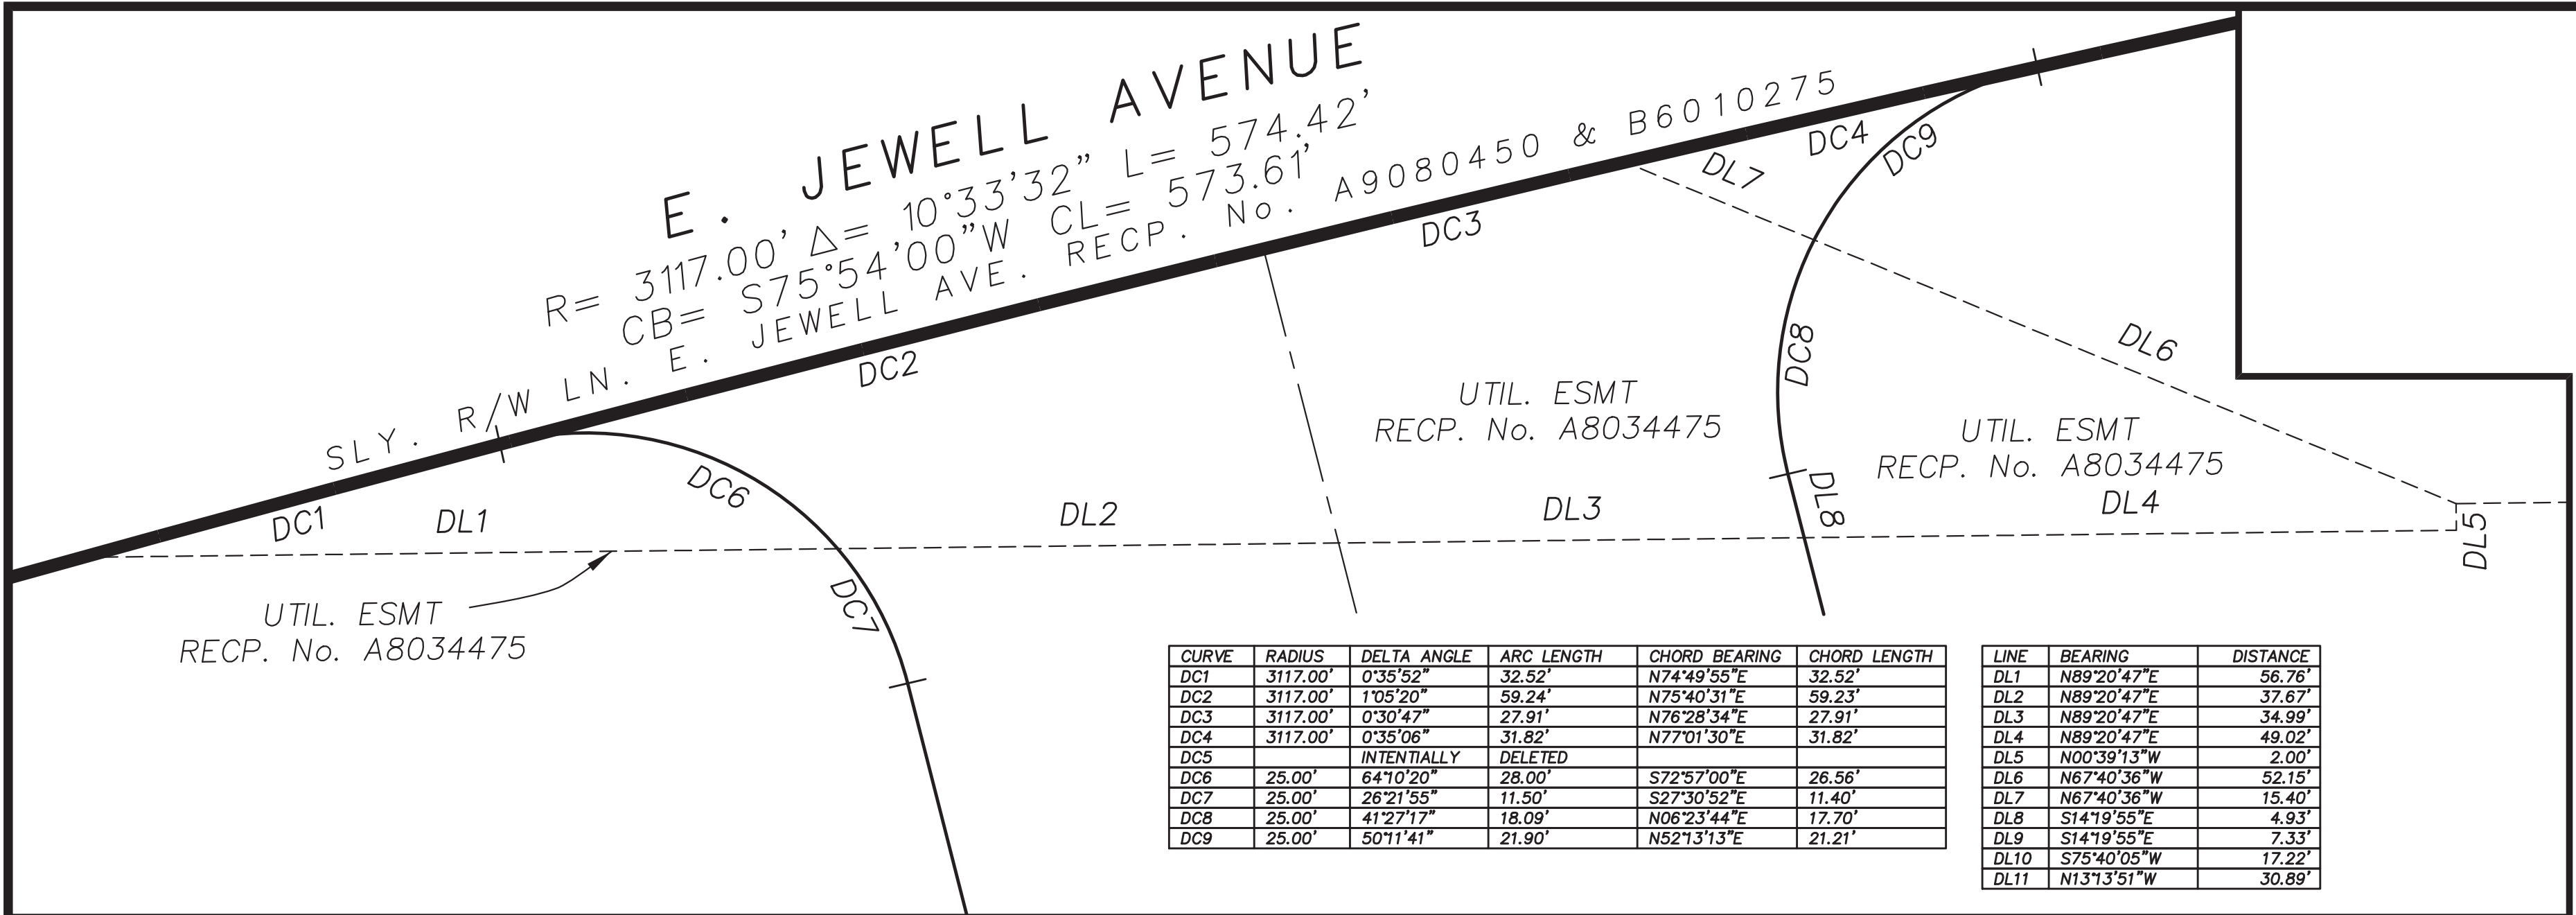 E. JEWELL AVENUE
R= 3117.00' Δ= 10°33'32" L= 574.42'
CB= S75°54'00"W CL= 573.61'
SLY. R/W LN. E. JEWELL AVE. RECP. No. A9080450 & B6010275
DL7
DC4
DC9
DC3
DC2
DC8
DL6
UTIL. ESMT
RECP. No. A8034475
UTIL. ESMT
RECP. No. A8034475
DC6
DC1
DL1
DL2
DL3
DL8
DL4
DL5
DC7
UTIL. ESMT
RECP. No. A8034475
CURVE RADIUS DELTA ANGLE ARC LENGTH CHORD BEARING CHORD LENGTH
DC1 3117.00' 0°35'52" 32.52' N74°49'55"E 32.52'
DC2 3117.00' 1°05'20" 59.24' N75°40'31"E 59.23'
DC3 3117.00' 0°30'47" 27.91' N76°28'34"E 27.91'
DC4 3117.00' 0°35'06" 31.82' N77°01'30"E 31.82'
DC5 INTENTIALLY DELETED
DC6 25.00' 64°10'20" 28.00' S72°57'00"E 26.56'
DC7 25.00' 26°21'55" 11.50' S27°30'52"E 11.40'
DC8 25.00' 41°27'17" 18.09' N06°23'44"E 17.70'
DC9 25.00' 50°11'41" 21.90' N52°13'13"E 21.21'
LINE BEARING DISTANCE
DL1 N89°20'47"E 56.76'
DL2 N89°20'47"E 37.67'
DL3 N89°20'47"E 34.99'
DL4 N89°20'47"E 49.02'
DL5 N00°39'13"W 2.00'
DL6 N67°40'36"W 52.15'
DL7 N67°40'36"W 15.40'
DL8 S14°19'55"E 4.93'
DL9 S14°19'55"E 7.33'
DL10 S75°40'05"W 17.22'
DL11 N13°13'51"W 30.89'